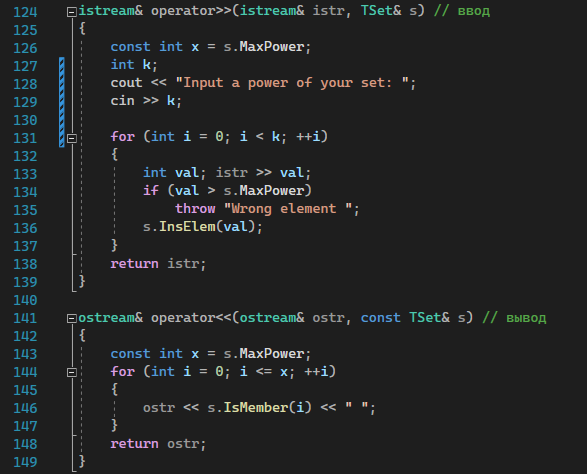 124 istream& operator>>(istream& istr, TSet& s) // ввод
125 {
126     const int x = s.MaxPower;
127     int k;
128     cout << "Input a power of your set: ";
129     cin >> k;
130
131     for (int i = 0; i < k; ++i)
132     {
133         int val; istr >> val;
134         if (val > s.MaxPower)
135             throw "Wrong element ";
136         s.InsElem(val);
137     }
138     return istr;
139 }
140
141 ostream& operator<<(ostream& ostr, const TSet& s) // вывод
142 {
143     const int x = s.MaxPower;
144     for (int i = 0; i <= x; ++i)
145     {
146         ostr << s.IsMember(i) << " ";
147     }
148     return ostr;
149 }